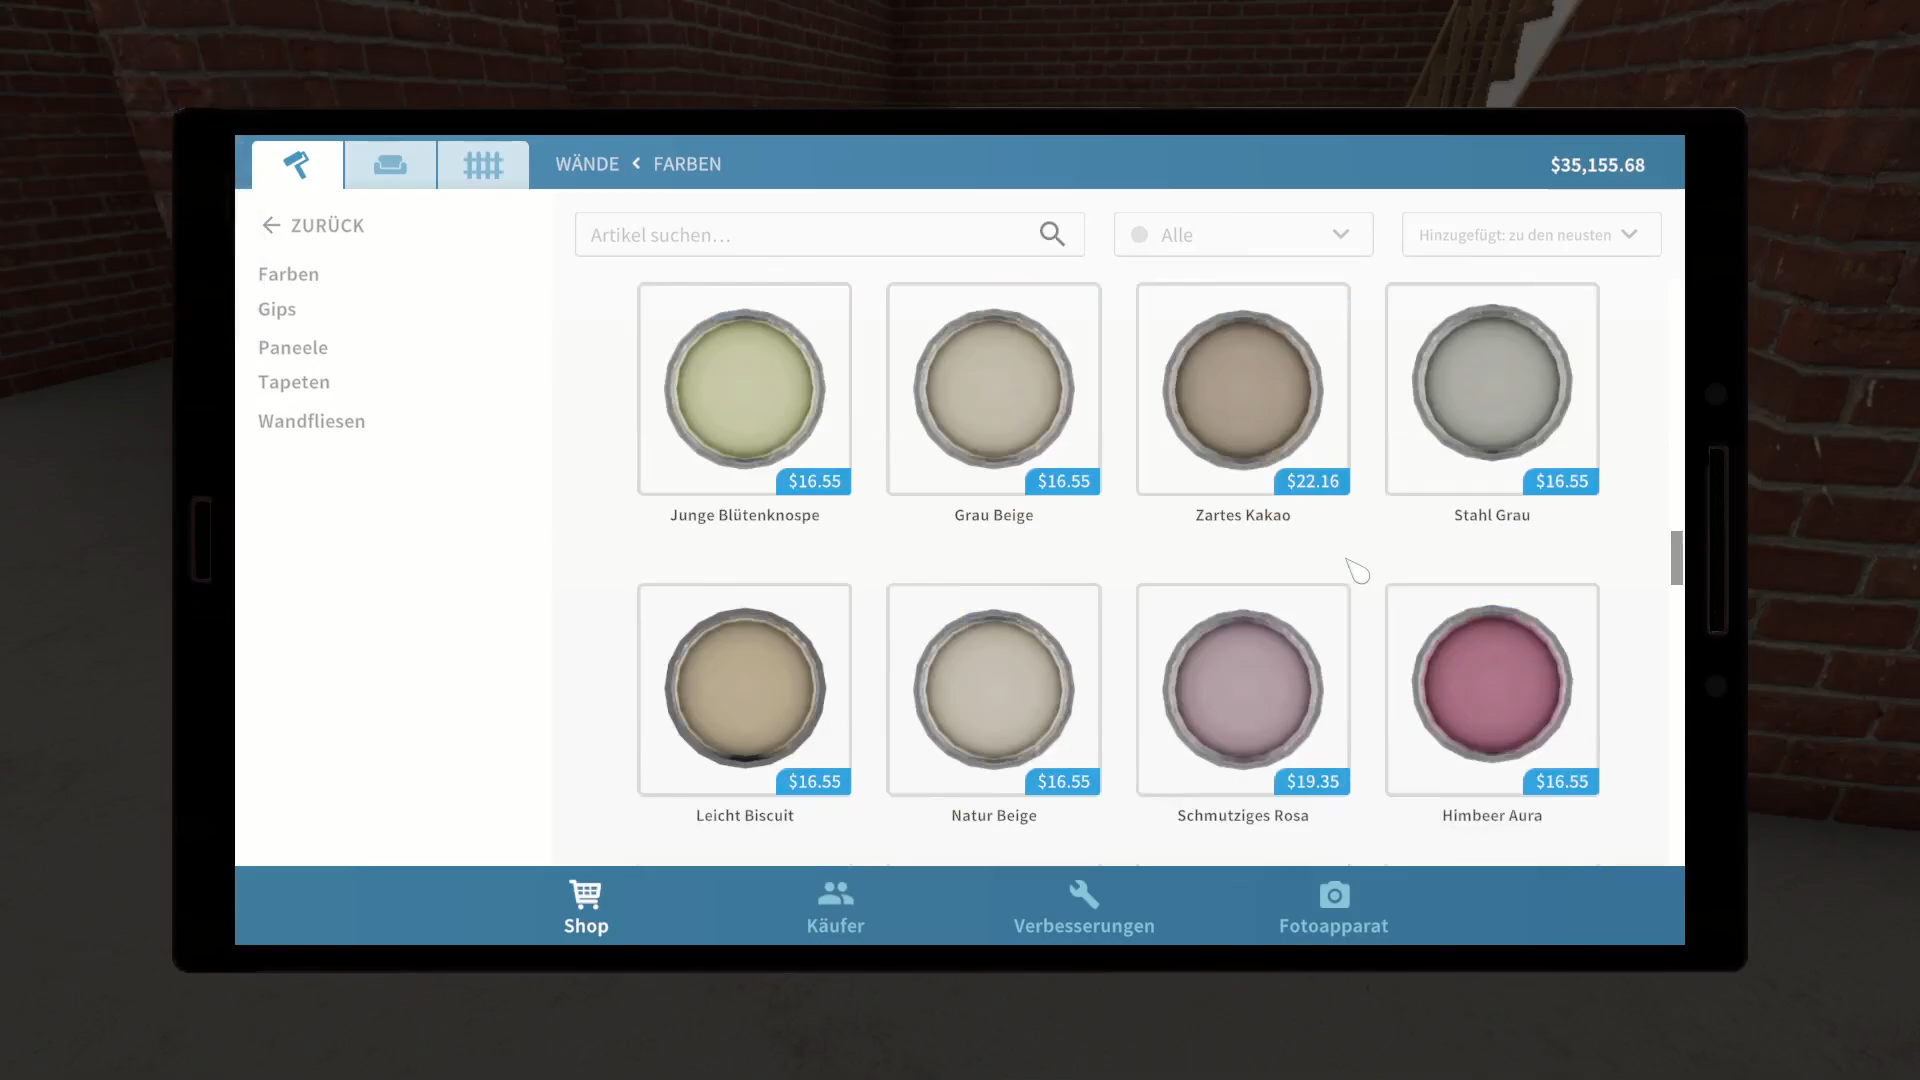 WÄNDE FARBEN
$35,155.68
ZURÜCK
Farben
Gips
Paneele
Tapeten
Wandfliesen
Artikel suchen...
Alle
Hinzugefügt: zu den neusten
$16.55
$16.55
$22.16
$16.55
Junge Blütenknospe
Grau Beige
Zartes Kakao
Stahl Grau
$16.55
$16.55
$19.35
$16.55
Leicht Biscuit
Natur Beige
Schmutziges Rosa
Himbeer Aura
Shop
Käufer
Verbesserungen
Fotoapparat